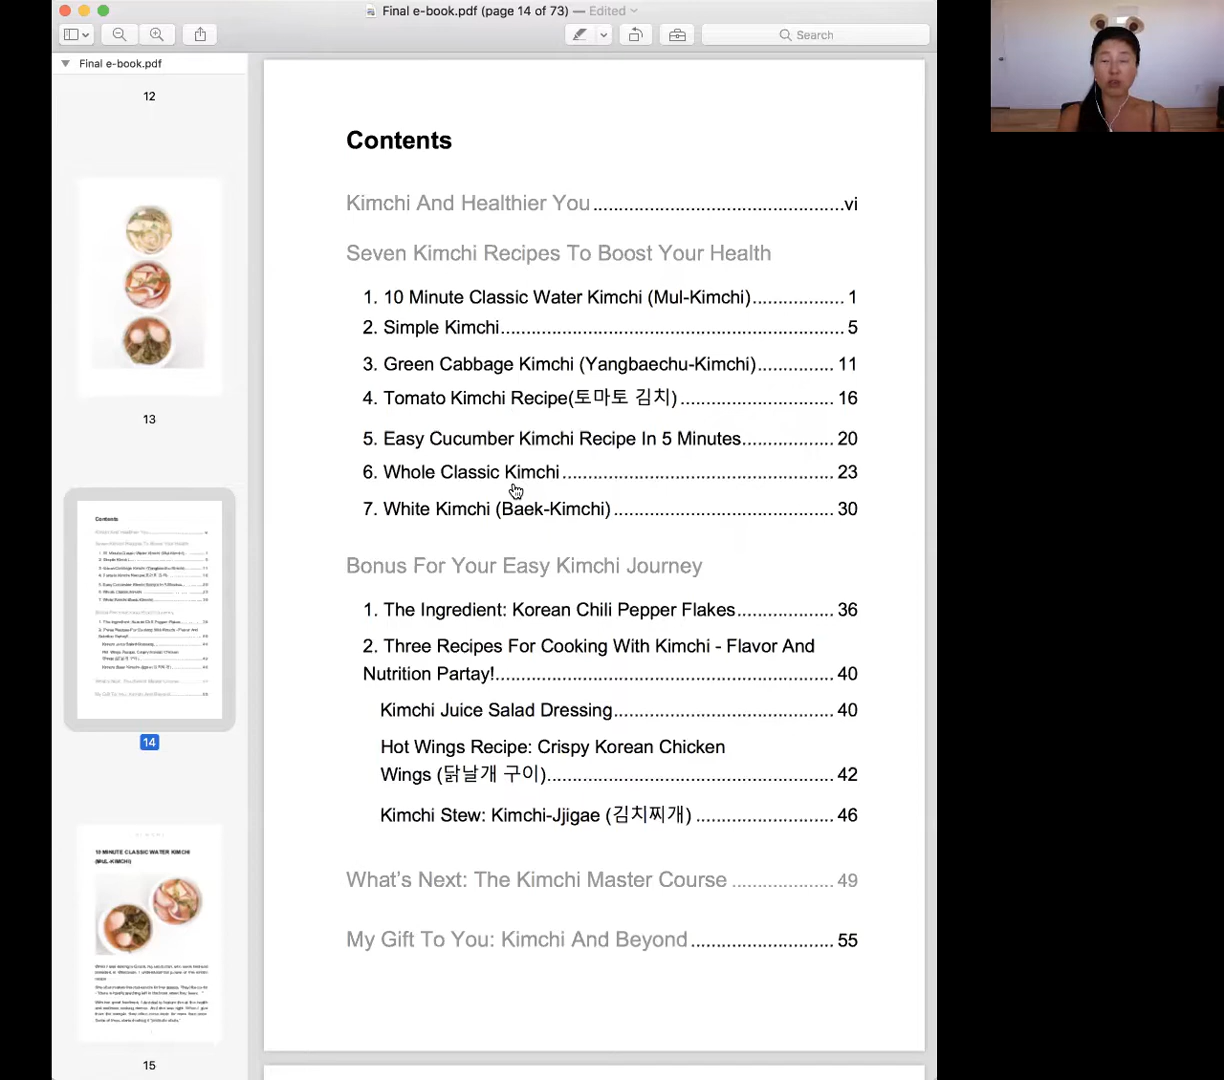 Final e-book.pdf (page 14 of 73) — Edited
Search
Final e-book.pdf
12
13
14
10 MINUTE CLASSIC WATER KIMCHI
(MUL-KIMCHI)
15
Contents
Kimchi And Healthier You..............................................vi
Seven Kimchi Recipes To Boost Your Health
1. 10 Minute Classic Water Kimchi (Mul-Kimchi)................. 1
2. Simple Kimchi................................................................ 5
3. Green Cabbage Kimchi (Yangbaechu-Kimchi)............... 11
4. Tomato Kimchi Recipe(토마토 김치) ............................. 16
5. Easy Cucumber Kimchi Recipe In 5 Minutes................. 20
6. Whole Classic Kimchi .................................................... 23
7. White Kimchi (Baek-Kimchi) .......................................... 30
Bonus For Your Easy Kimchi Journey
1. The Ingredient: Korean Chili Pepper Flakes.................. 36
2. Three Recipes For Cooking With Kimchi - Flavor And
Nutrition Partay!................................................................ 40
Kimchi Juice Salad Dressing......................................... 40
Hot Wings Recipe: Crispy Korean Chicken
Wings (닭날개 구이)...................................................... 42
Kimchi Stew: Kimchi-Jjigae (김치찌개) .......................... 46
What’s Next: The Kimchi Master Course ................... 49
My Gift To You: Kimchi And Beyond........................... 55